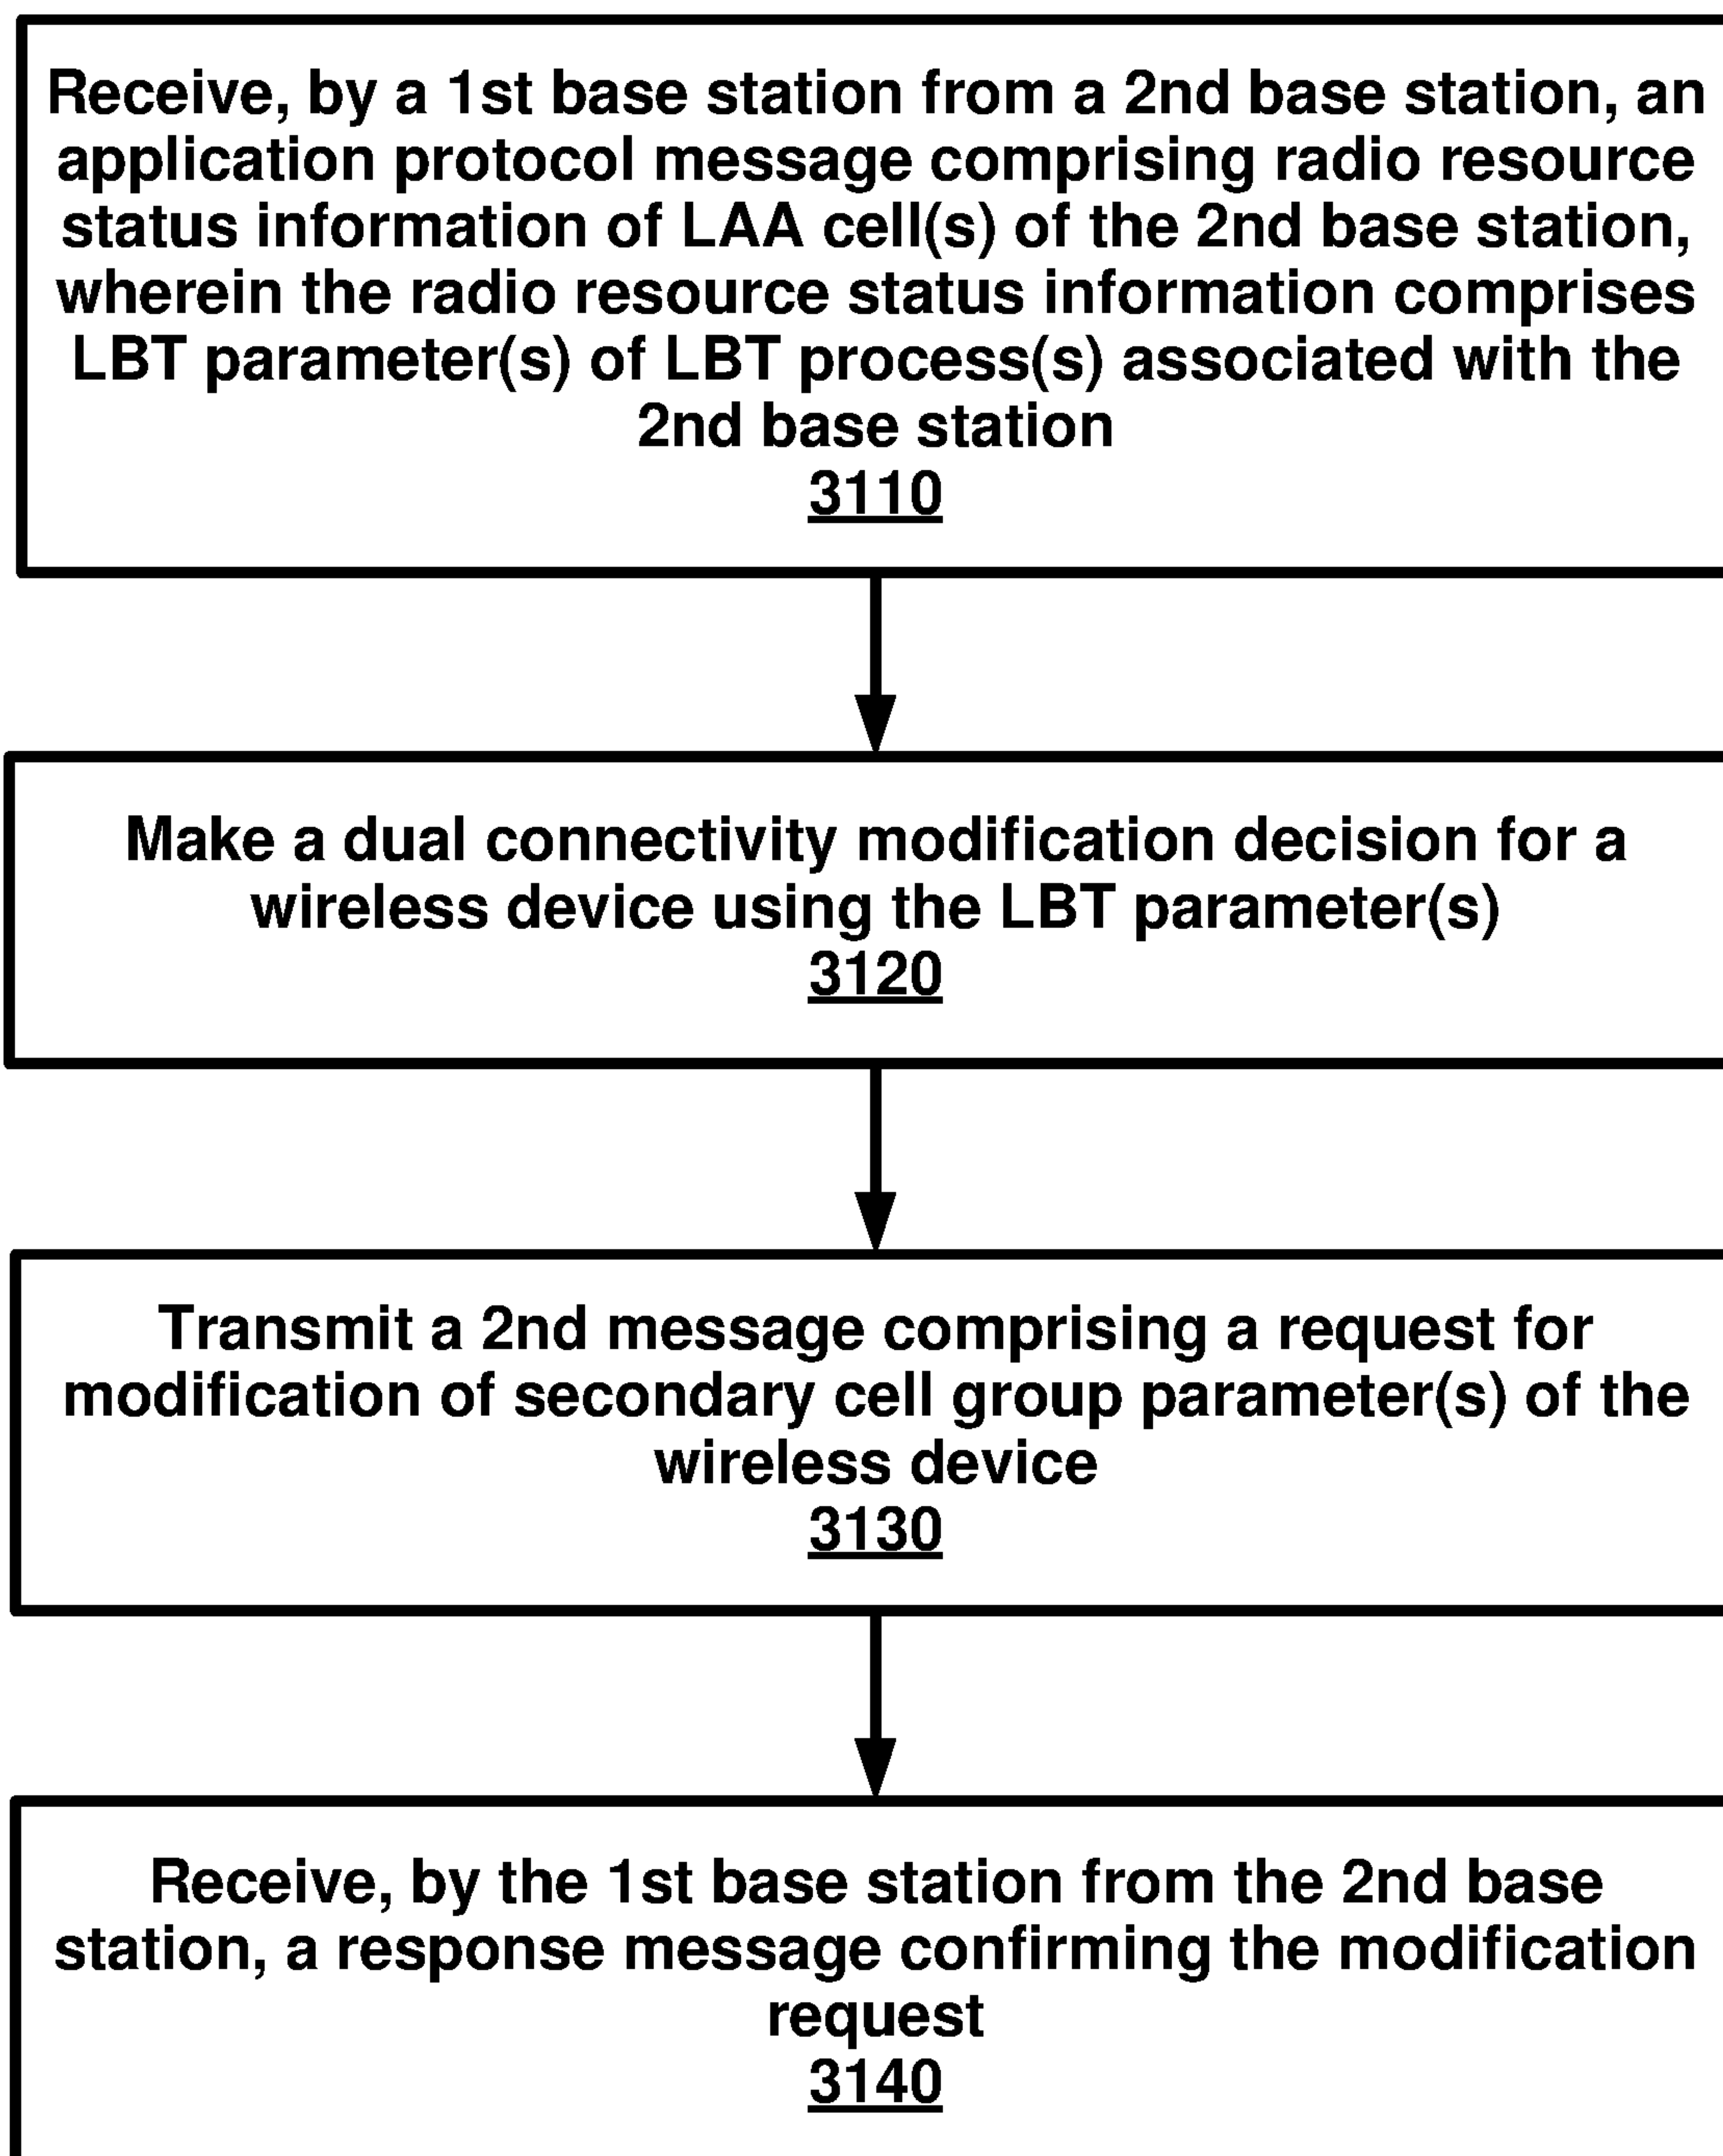 Receive, by a 1st base station from a 2nd base station, an
application protocol message comprising radio resource
status information of LAA cell(s) of the 2nd base station,
wherein the radio resource status information comprises
LBT parameter(s) of LBT process(s) associated with the
2nd base station
3110
Make a dual connectivity modification decision for a
wireless device using the LBT parameter(s)
3120
Transmit a 2nd message comprising a request for
modification of secondary cell group parameter(s) of the
wireless device
3130
Receive, by the 1st base station from the 2nd base
station, a response message confirming the modification
request
3140